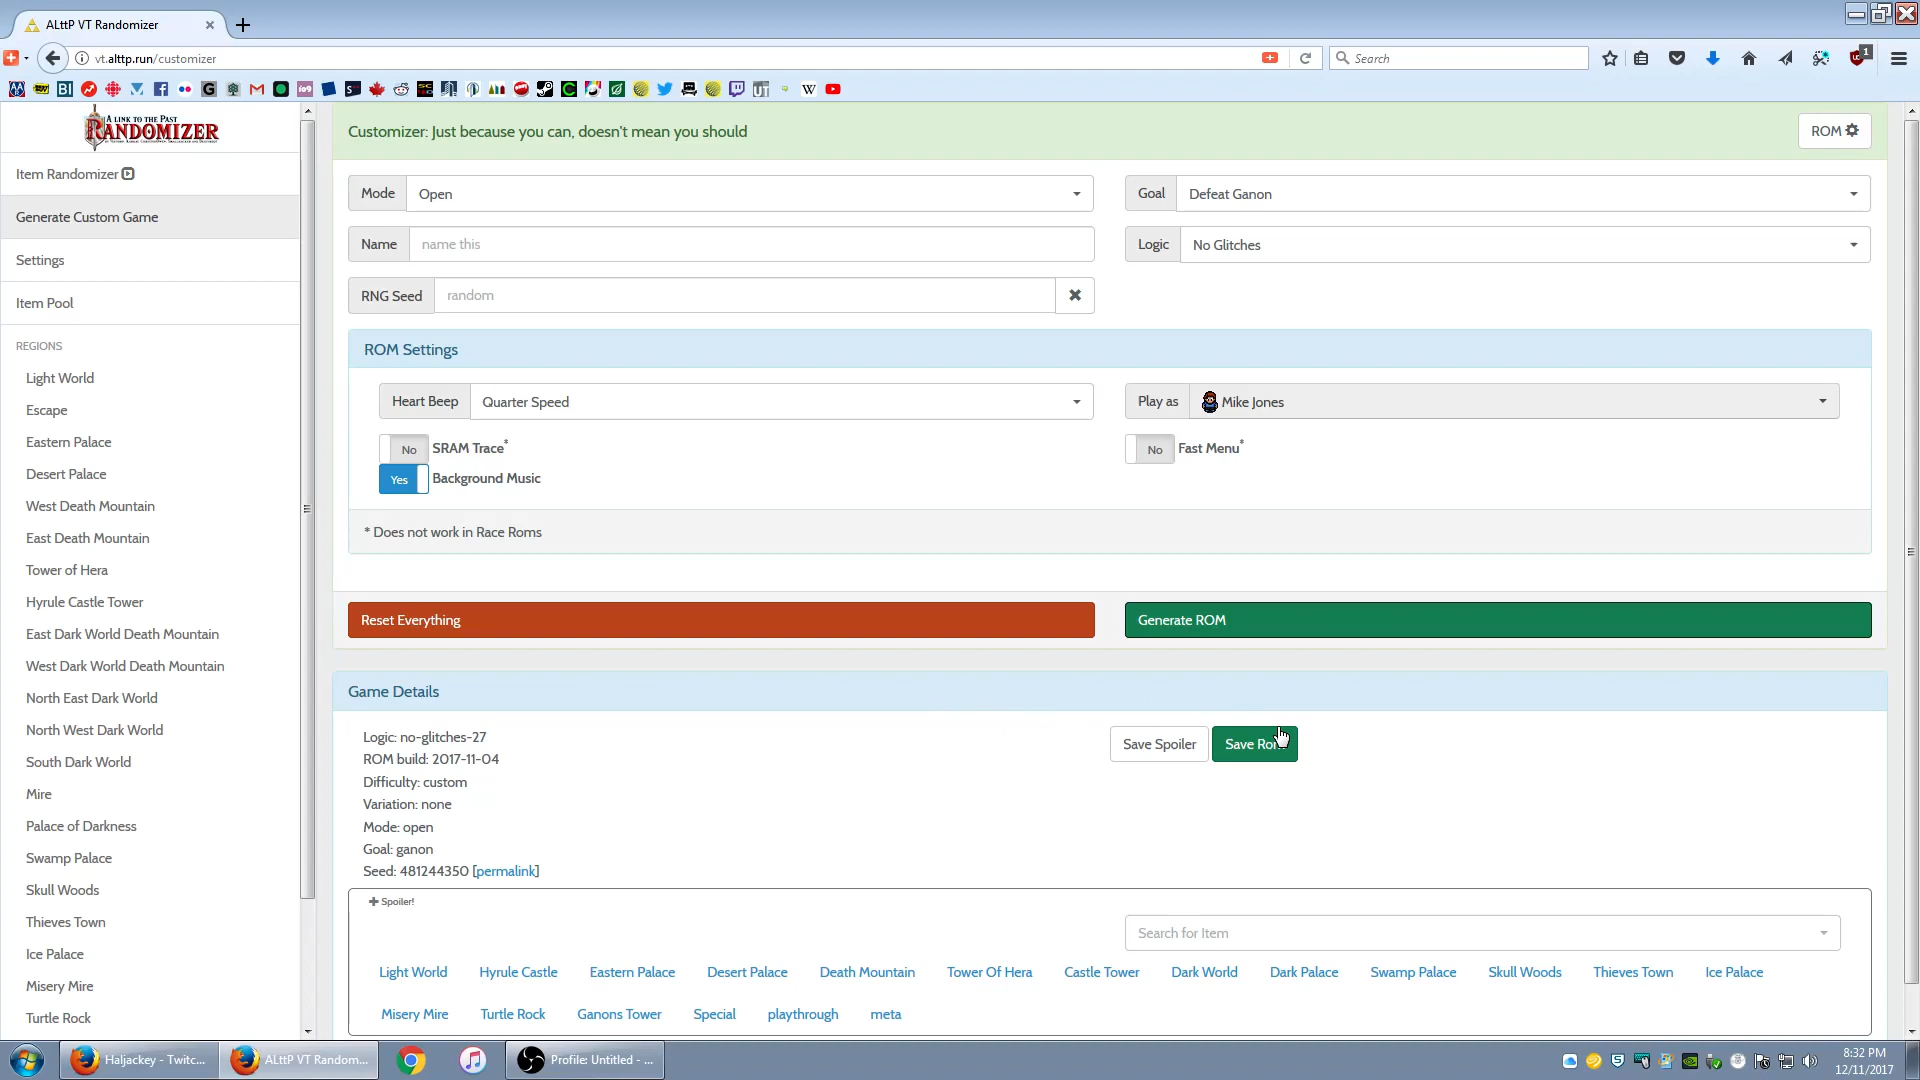 ALttP VT Randomizer
vt.alttp.run/customizer
Search
1
A LINK TO THE PAST
RANDOMIZER
Item Randomizer
Generate Custom Game
Settings
Item Pool
REGIONS
Light World
Escape
Eastern Palace
Desert Palace
West Death Mountain
East Death Mountain
Tower of Hera
Hyrule Castle Tower
East Dark World Death Mountain
West Dark World Death Mountain
North East Dark World
North West Dark World
South Dark World
Mire
Palace of Darkness
Swamp Palace
Skull Woods
Thieves Town
Ice Palace
Misery Mire
Turtle Rock
Customizer: Just because you can, doesn't mean you should
ROM
Mode Open
Goal Defeat Ganon
Name name this
Logic No Glitches
RNG Seed random
ROM Settings
Heart Beep Quarter Speed
Play as Mike Jones
No SRAM Trace*
No Fast Menu*
Yes Background Music
* Does not work in Race Roms
Reset Everything
Generate ROM
Game Details
Logic: no-glitches-27
ROM build: 2017-11-04
Difficulty: custom
Variation: none
Mode: open
Goal: ganon
Seed: 481244350 [permalink]
Save Spoiler
Save Rom
Spoiler!
Search for Item
Light World Hyrule Castle Eastern Palace Desert Palace Death Mountain Tower Of Hera Castle Tower Dark World Dark Palace Swamp Palace Skull Woods Thieves Town Ice Palace
Misery Mire Turtle Rock Ganons Tower Special playthrough meta
Haljackey - Twitc...
ALttP VT Random...
Profile: Untitled - ...
8:32 PM
12/11/2017